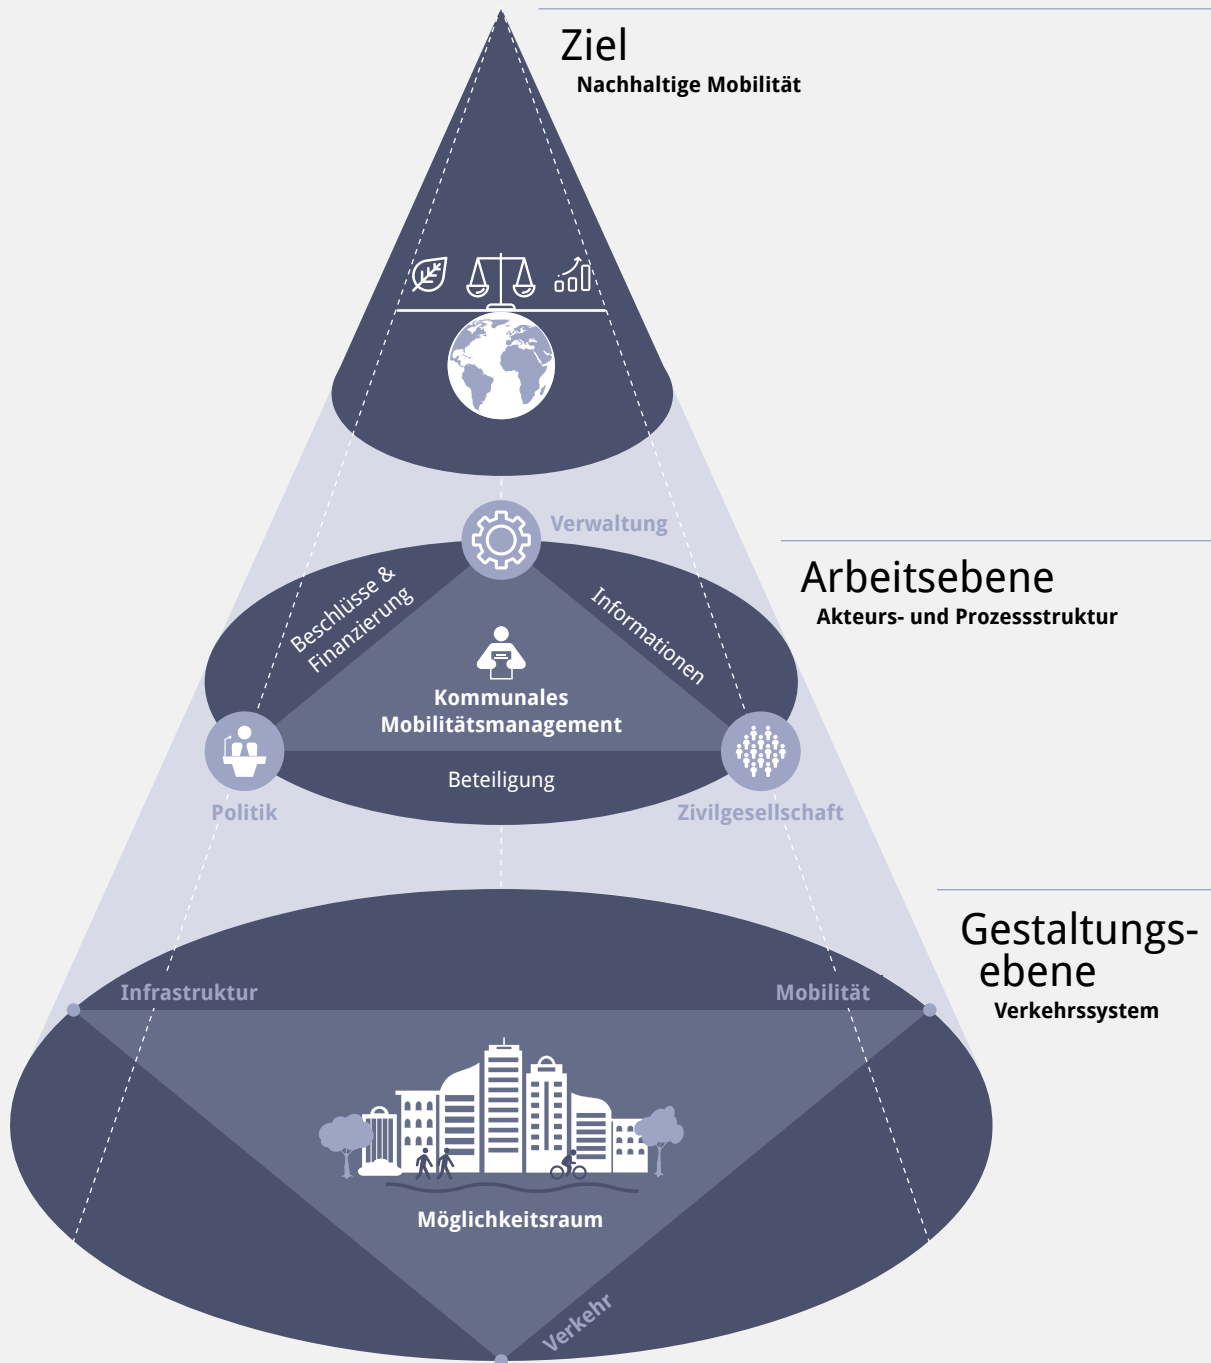 Ziel
Nachhaltige Mobilität
Verwaltung
Arbeitsebene
Akteurs- und Prozessstruktur
Beschlüsse &
Finanzierung
Informationen
Kommunales
Mobilitätsmanagement
Beteiligung
Politik
Zivilgesellschaft
Gestaltungs-
ebene
Verkehrssystem
Infrastruktur
Mobilität
Möglichkeitsraum
Verkehr